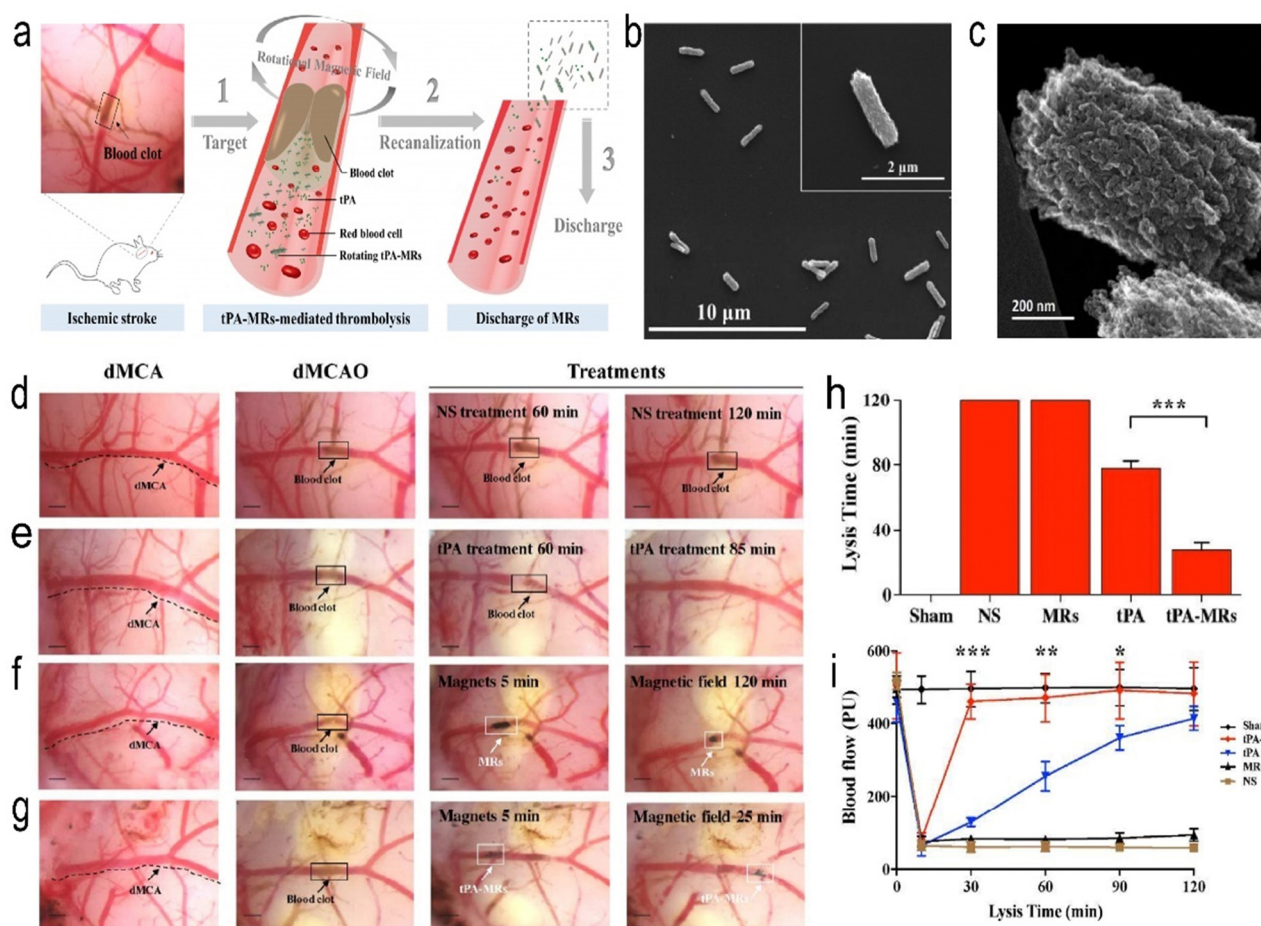 a
Blood clot
Ischemic stroke
1
Target
Rotational Magnetic Field
Blood clot
tPA
Red blood cell
Rotating tPA-MRs
tPA-MRs-mediated thrombolysis
2
Recanalization
3
Discharge
Discharge of MRs
b
2 µm
10 µm
c
200 nm
dMCA
dMCAO
Treatments
d
dMCA
Blood clot
NS treatment 60 min
Blood clot
NS treatment 120 min
Blood clot
e
dMCA
Blood clot
tPA treatment 60 min
Blood clot
tPA treatment 85 min
f
dMCA
Blood clot
Magnets 5 min
MRs
Magnetic field 120 min
MRs
g
dMCA
Blood clot
Magnets 5 min
tPA-MRs
Magnetic field 25 min
tPA-MRs
h
Lysis Time (min)
120
80
40
0
***
Sham NS MRs tPA tPA-MRs
i
Blood flow (PU)
600
400
200
0
*** ** *
Sha
tPA-
tPA
MR
NS
0 30 60 90 120
Lysis Time (min)